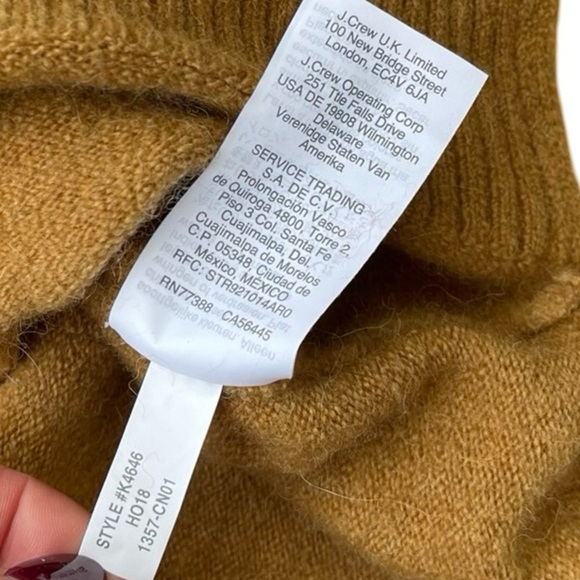 J.Crew U.K. Limited
100 New Bridge Street
London, EC4V 6JA
J.Crew Operating Corp
251 Tle Falls Drive
USA DE 19808 Wilmington
Delaware
Verenidge Staten Van
Amerika
SERVICE TRADING
S.A. DE C.V.
Prolongación Vasco
de Quiroga 4800, Torre 2,
Piso 3 Col. Santa Fe
Cuajimalpa, Del.
Cuajimalpa de Morelos
C.P. 05348, Ciudad de
México, MEXICO
RFC: STR921014AR0
RN77388 CA56445
STYLE #K4646
HO18
1357-CN01